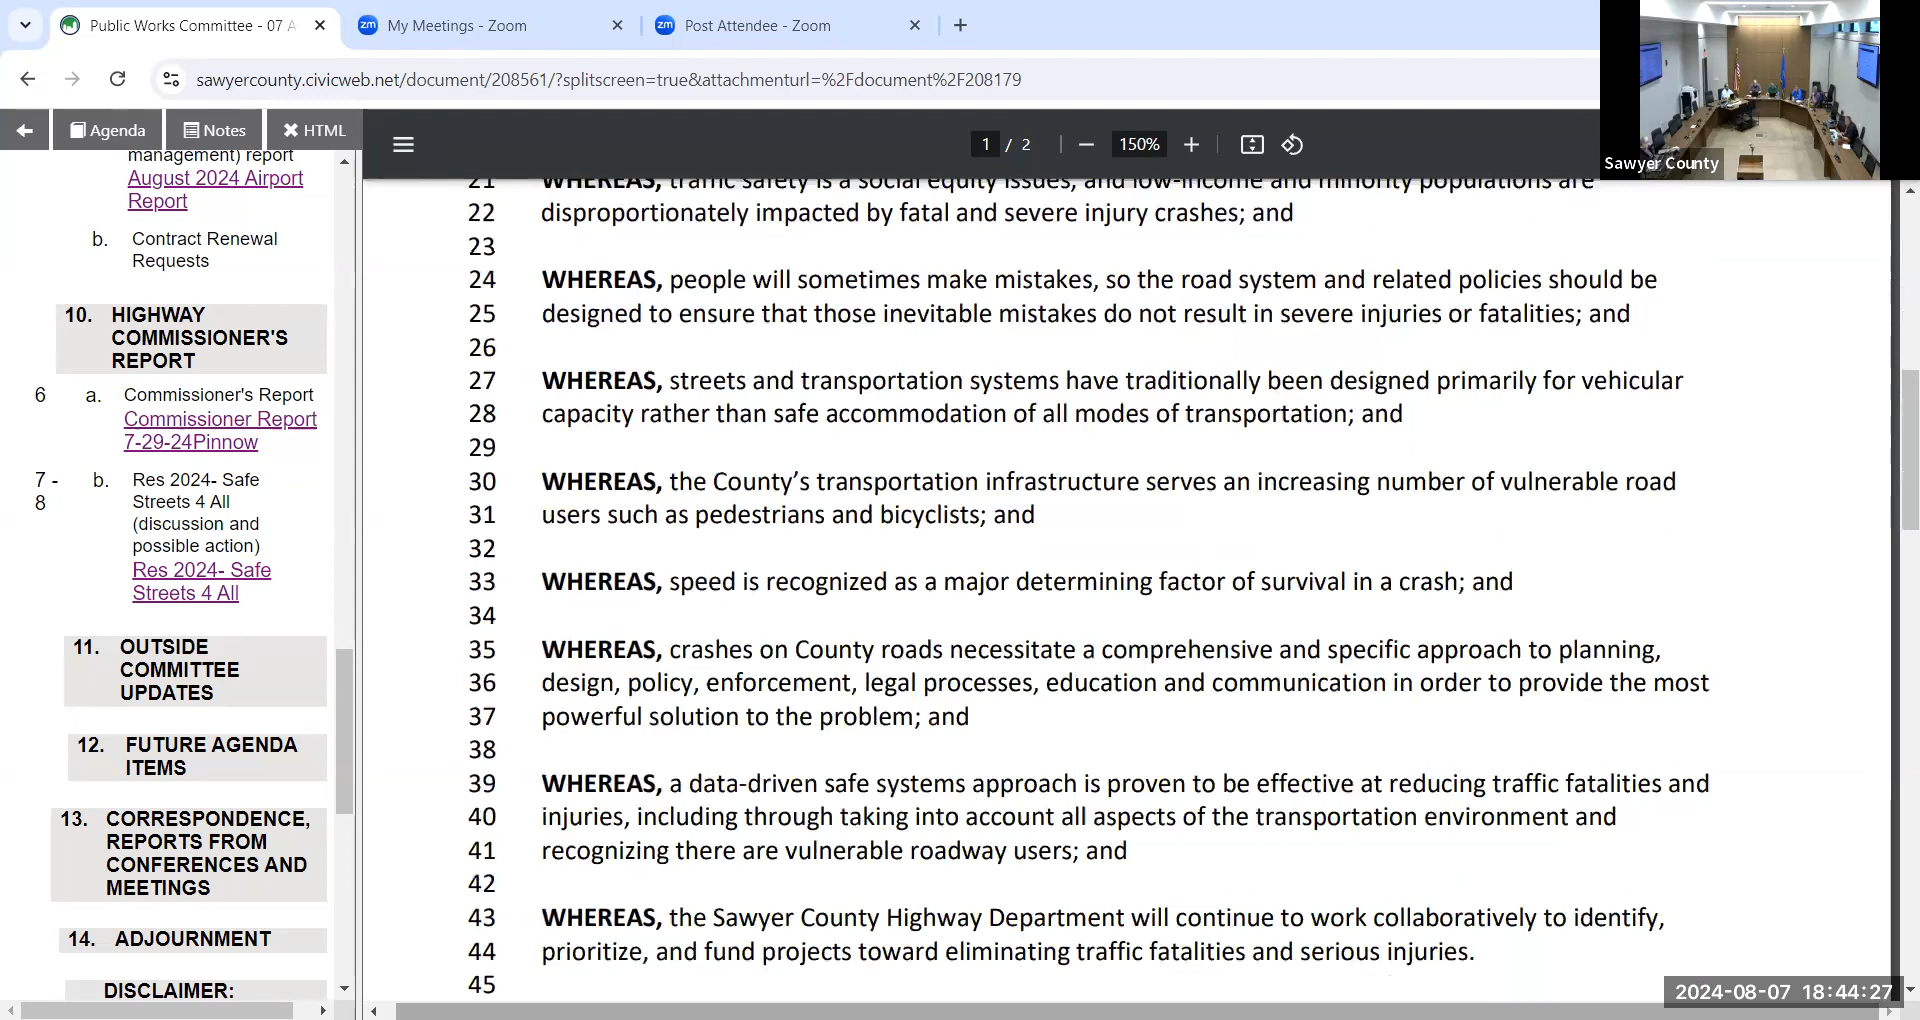 Public Works Committee - 07 A
My Meetings - Zoom
Post Attendee - Zoom
sawyercounty.civicweb.net/document/208561/?splitscreen=true&attachmenturl=%2Fdocument%2F208179
Sawyer County
Agenda
Notes
HTML
1 / 2
150%
management) report
August 2024 Airport
Report
b. Contract Renewal
Requests
10. HIGHWAY
COMMISSIONER'S
REPORT
6 a. Commissioner's Report
Commissioner Report
7-29-24Pinnow
7 - b. Res 2024- Safe
8 Streets 4 All
(discussion and
possible action)
Res 2024- Safe
Streets 4 All
11. OUTSIDE
COMMITTEE
UPDATES
12. FUTURE AGENDA
ITEMS
13. CORRESPONDENCE,
REPORTS FROM
CONFERENCES AND
MEETINGS
14. ADJOURNMENT
DISCLAIMER:
21 WHEREAS, traffic safety is a social equity issues, and low-income and minority populations are
22 disproportionately impacted by fatal and severe injury crashes; and
23
24 WHEREAS, people will sometimes make mistakes, so the road system and related policies should be
25 designed to ensure that those inevitable mistakes do not result in severe injuries or fatalities; and
26
27 WHEREAS, streets and transportation systems have traditionally been designed primarily for vehicular
28 capacity rather than safe accommodation of all modes of transportation; and
29
30 WHEREAS, the County’s transportation infrastructure serves an increasing number of vulnerable road
31 users such as pedestrians and bicyclists; and
32
33 WHEREAS, speed is recognized as a major determining factor of survival in a crash; and
34
35 WHEREAS, crashes on County roads necessitate a comprehensive and specific approach to planning,
36 design, policy, enforcement, legal processes, education and communication in order to provide the most
37 powerful solution to the problem; and
38
39 WHEREAS, a data-driven safe systems approach is proven to be effective at reducing traffic fatalities and
40 injuries, including through taking into account all aspects of the transportation environment and
41 recognizing there are vulnerable roadway users; and
42
43 WHEREAS, the Sawyer County Highway Department will continue to work collaboratively to identify,
44 prioritize, and fund projects toward eliminating traffic fatalities and serious injuries.
45
2024-08-07 18:44:27